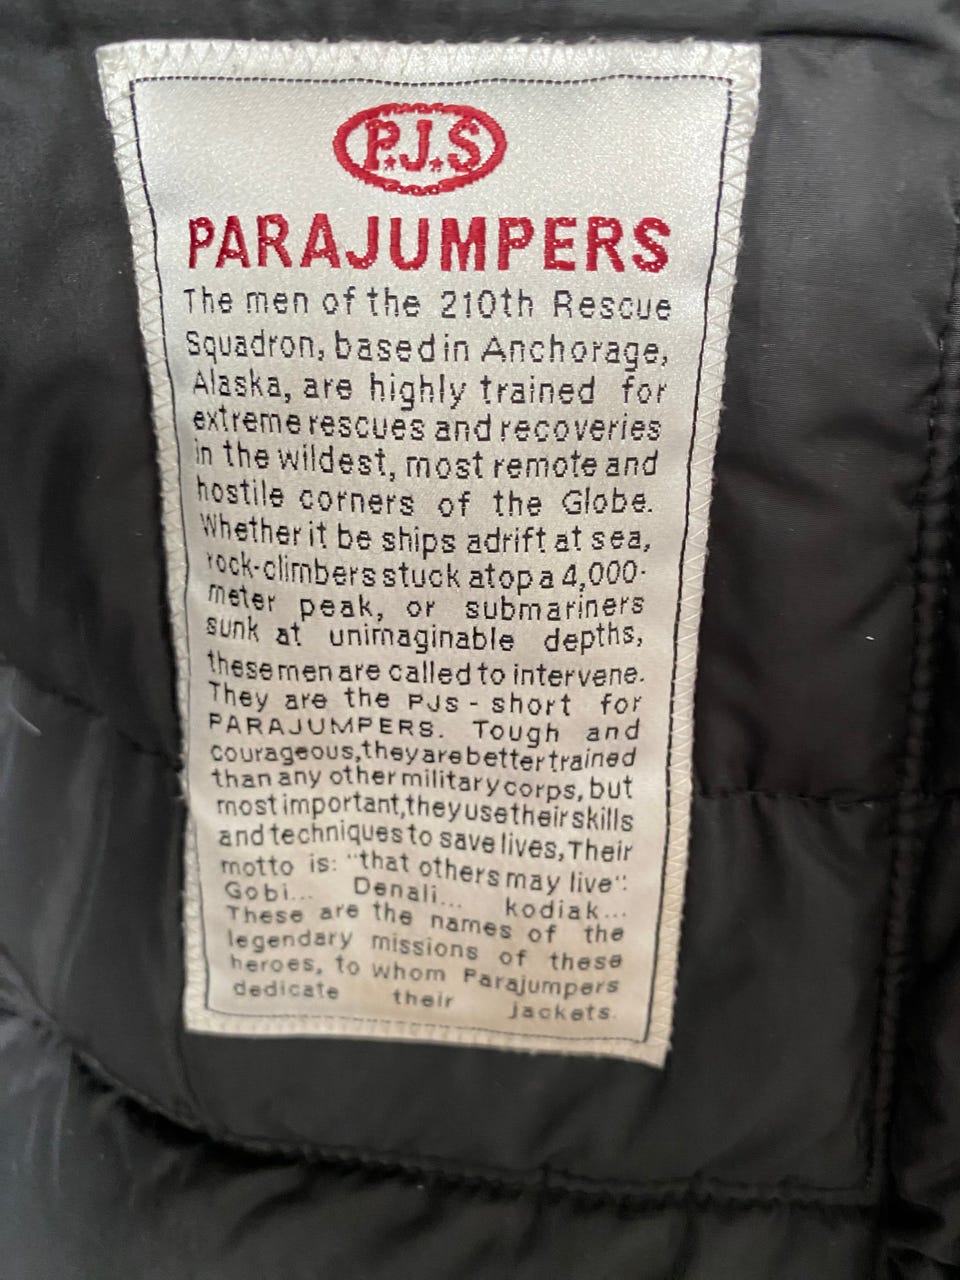 P.J.S
PARAJUMPERS
The men of the 210th Rescue
Squadron, based in Anchorage,
Alaska, are highly trained for
extreme rescues and recoveries
in the wildest, most remote and
hostile corners of the Globe.
Whether it be ships adrift at sea,
rock-climbers stuck atop a 4,000-
meter peak, or submariners
sunk at unimaginable depths,
these men are called to intervene.
They are the PJS - short for
PARAJUMPERS. Tough and
courageous, they are better trained
than any other military corps, but
most important, they use their skills
and techniques to save lives, Their
motto is: "that others may live":
Gobi... Denali... kodiak...
These are the names of the
legendary missions of these
heroes, to whom Parajumpers
dedicate their jackets.